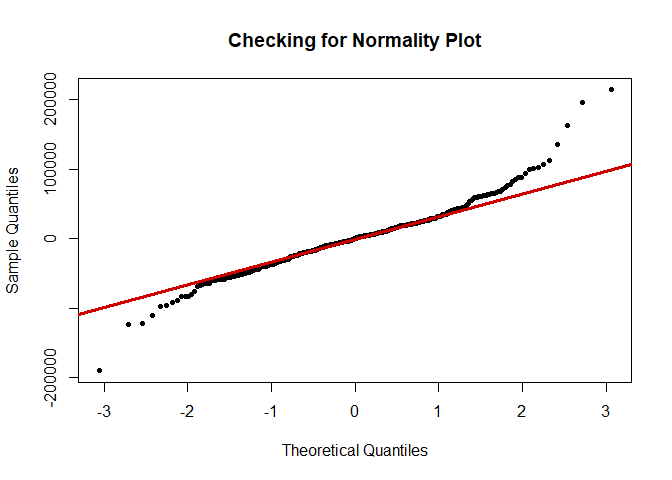 Checking for Normality Plot
Sample Quantiles
200000
100000
0
-200000
-3 -2 -1 0 1 2 3
Theoretical Quantiles